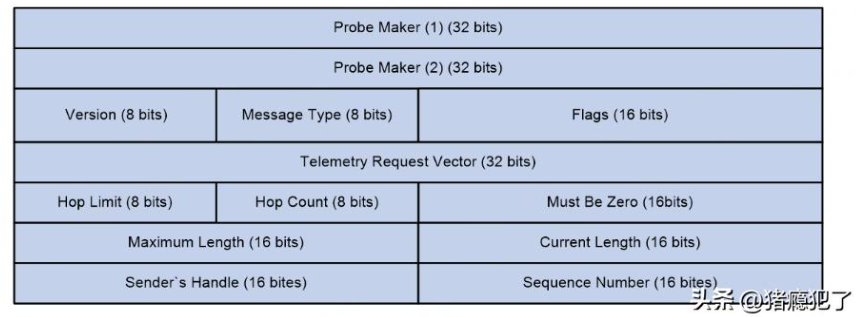 Probe Maker (1) (32 bits)
Probe Maker (2) (32 bits)
Version (8 bits) Message Type (8 bits) Flags (16 bits)
Telemetry Request Vector (32 bits)
Hop Limit (8 bits) Hop Count (8 bits) Must Be Zero (16bits)
Maximum Length (16 bits) Current Length (16 bits)
Sender`s Handle (16 bites) Sequence Number (16 bites)
头条 @猪瘾犯了